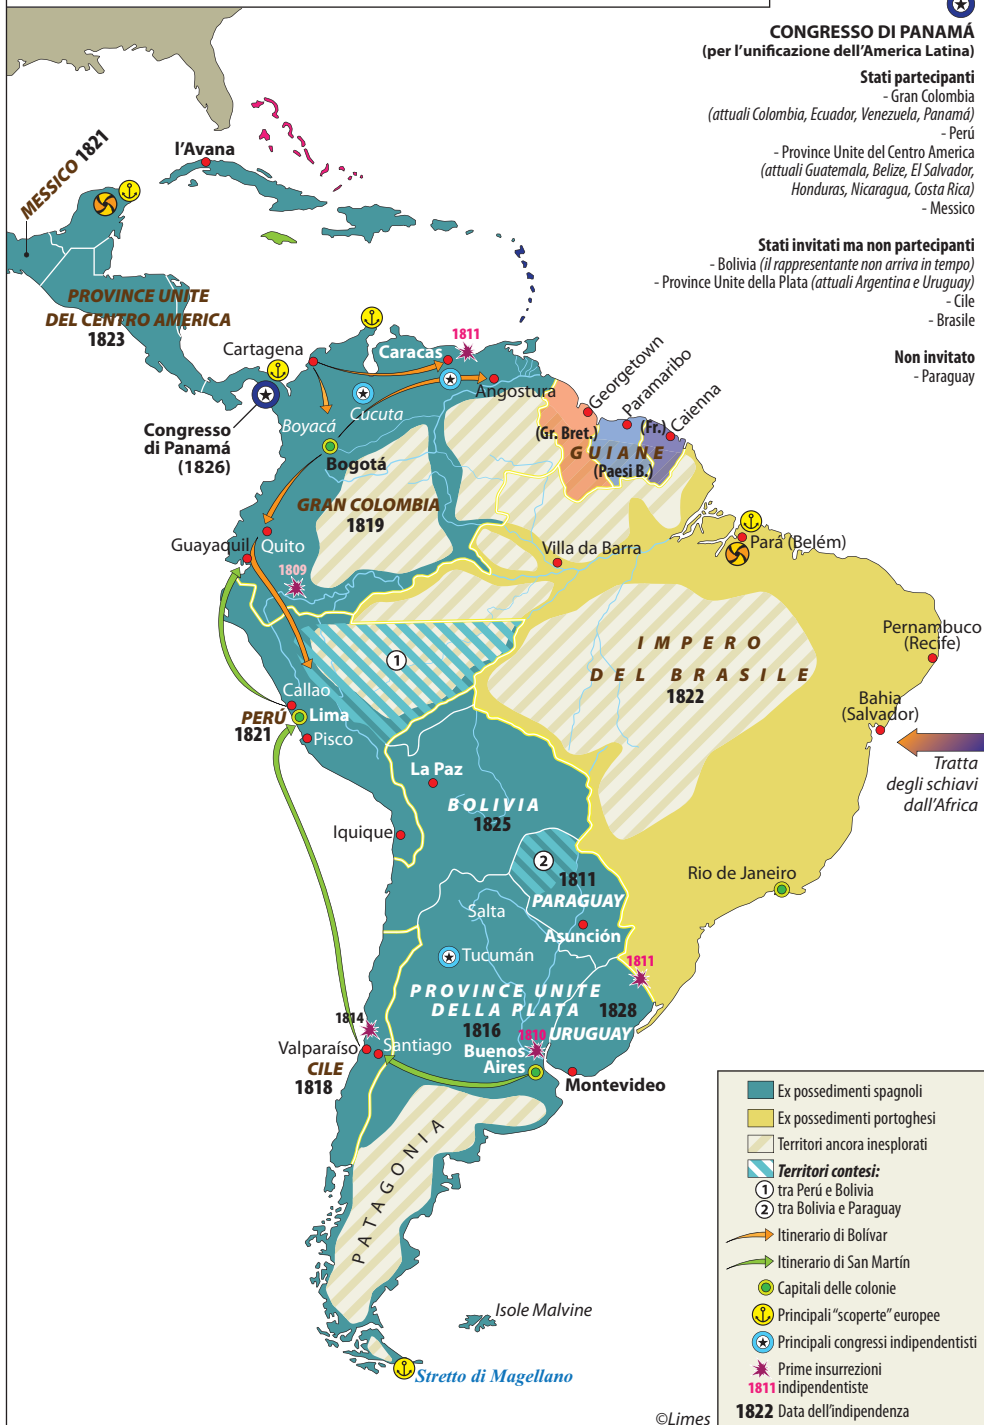 CONGRESSO DI PANAMÁ
(per l'unificazione dell'America Latina)
Stati partecipanti
- Gran Colombia
(attuali Colombia, Ecuador, Venezuela, Panamá)
- Perú
- Province Unite del Centro America
(attuali Guatemala, Belize, El Salvador,
Honduras, Nicaragua, Costa Rica)
- Messico
Stati invitati ma non partecipanti
- Bolivia (il rappresentante non arriva in tempo)
- Province Unite della Plata (attuali Argentina e Uruguay)
- Cile
- Brasile
Non invitato
- Paraguay
MESSICO 1821
l'Avana
PROVINCE UNITE
DEL CENTRO AMERICA
1823
Cartagena
Caracas
1811
Angostura
Cucuta
Boyacá
Congresso
di Panamá
(1826)
Bogotá
Georgetown
Paramaribo
Caienna
(Gr. Bret.)
(Fr.)
GUIANE
(Paesi B.)
GRAN COLOMBIA
1819
Guayaquil
Quito
1809
Villa da Barra
Pará (Belém)
IMPERO
DEL BRASILE
1822
Pernambuco
(Recife)
Bahia
(Salvador)
Tratta
degli schiavi
dall'Africa
1
Callao
PERÚ
1821
Lima
Pisco
La Paz
BOLIVIA
1825
Iquique
2
1811
PARAGUAY
Rio de Janeiro
Salta
Asunción
Tucumán
1811
PROVINCE UNITE
DELLA PLATA
1816
1828
URUGUAY
1810
1814
Valparaíso
Santiago
CILE
1818
Buenos
Aires
Montevideo
PATAGONIA
Isole Malvine
Stretto di Magellano
Ex possedimenti spagnoli
Ex possedimenti portoghesi
Territori ancora inesplorati
Territori contesi:
1 tra Perú e Bolivia
2 tra Bolivia e Paraguay
Itinerario di Bolívar
Itinerario di San Martín
Capitali delle colonie
Principali "scoperte" europee
Principali congressi indipendentisti
Prime insurrezioni
1811 indipendentiste
1822 Data dell'indipendenza
©Limes